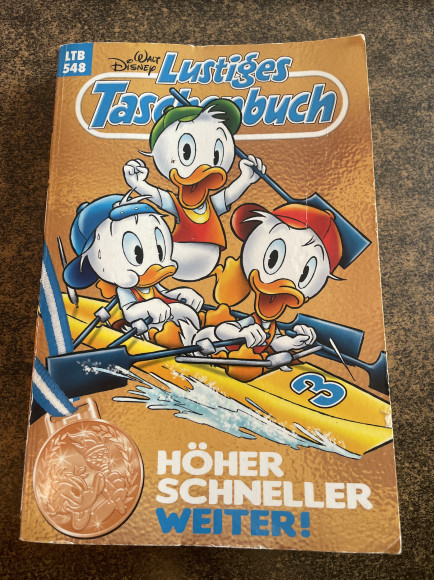 LTB
548
Walt
Disney
Lustiges
Taschenbuch
3
HÖHER
SCHNELLER
WEITER!